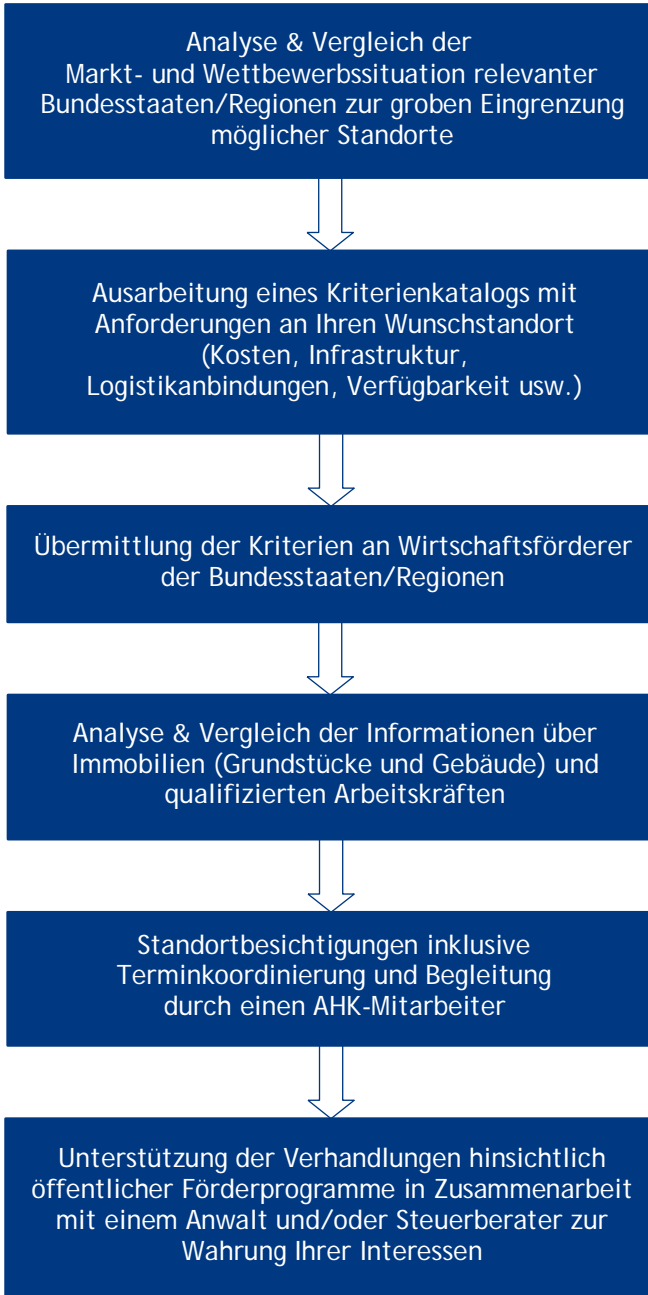 Analyse & Vergleich der
Markt- und Wettbewerbssituation relevanter
Bundesstaaten/Regionen zur groben Eingrenzung
möglicher Standorte
Ausarbeitung eines Kriterienkatalogs mit
Anforderungen an Ihren Wunschstandort
(Kosten, Infrastruktur,
Logistikanbindungen, Verfügbarkeit usw.)
Übermittlung der Kriterien an Wirtschaftsförderer
der Bundesstaaten/Regionen
Analyse & Vergleich der Informationen über
Immobilien (Grundstücke und Gebäude) und
qualifizierten Arbeitskräften
Standortbesichtigungen inklusive
Terminkoordinierung und Begleitung
durch einen AHK-Mitarbeiter
Unterstützung der Verhandlungen hinsichtlich
öffentlicher Förderprogramme in Zusammenarbeit
mit einem Anwalt und/oder Steuerberater zur
Wahrung Ihrer Interessen